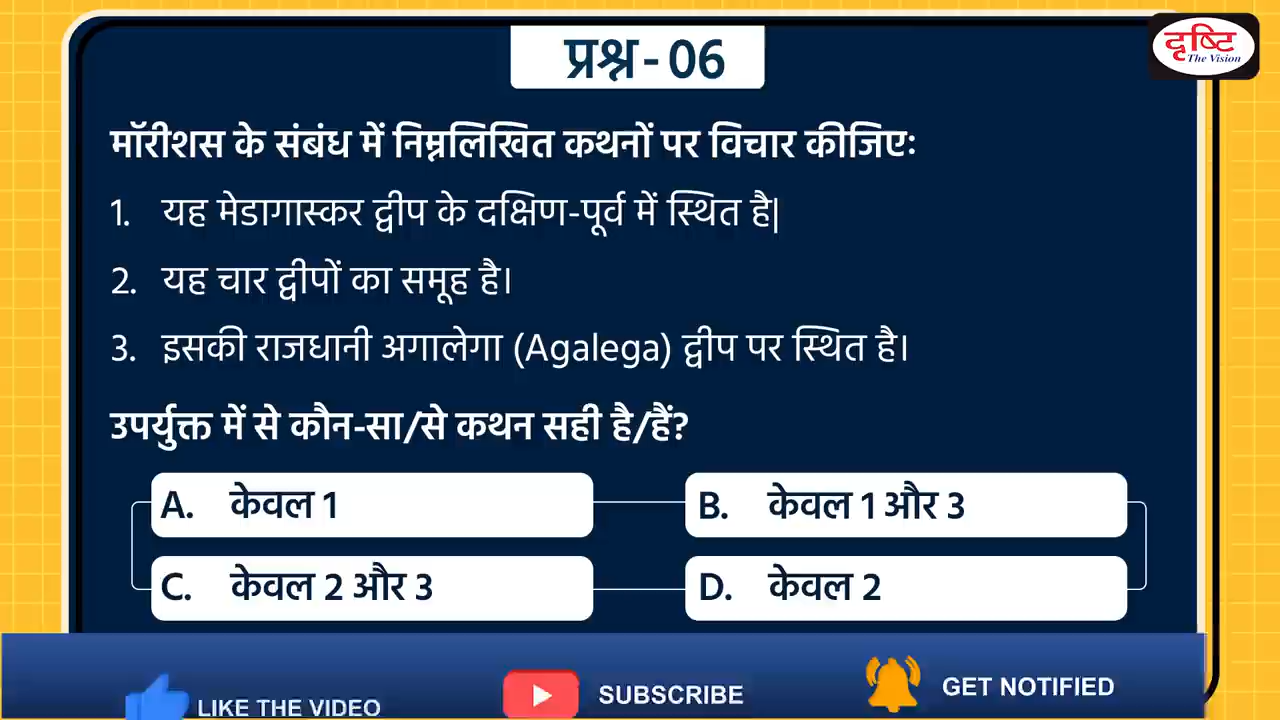 दृष्टि
The Vision
प्रश्न- 06
मॉरीशस के संबंध में निम्नलिखित कथनों पर विचार कीजिएः
1. यह मेडागास्कर द्वीप के दक्षिण-पूर्व में स्थित है|
2. यह चार द्वीपों का समूह है।
3. इसकी राजधानी अगालेगा (Agalega) द्वीप पर स्थित है।
उपर्युक्त में से कौन-सा/से कथन सही है/हैं?
A. केवल 1
B. केवल 1 और 3
C. केवल 2 और 3
D. केवल 2
LIKE THE VIDEO
SUBSCRIBE
GET NOTIFIED